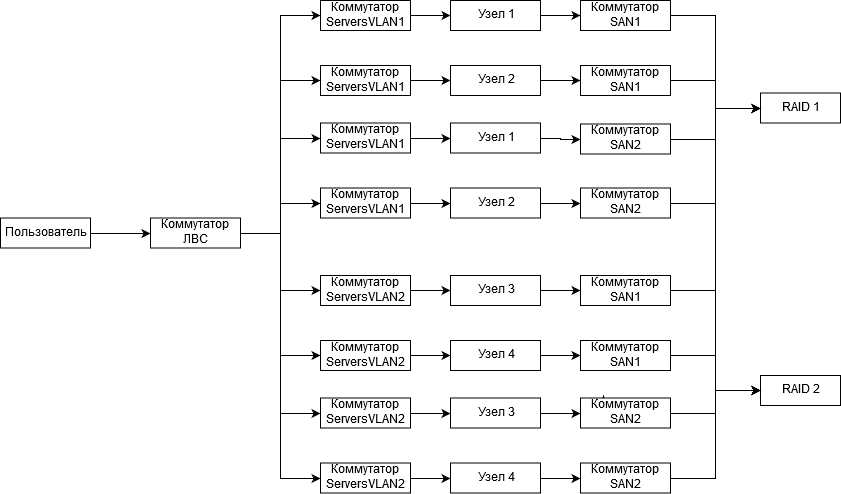 Коммутатор
ServersVLAN1
Узел 1
Коммутатор
SAN1
Коммутатор
ServersVLAN1
Узел 2
Коммутатор
SAN1
RAID 1
Коммутатор
ServersVLAN1
Узел 1
Коммутатор
SAN2
Коммутатор
ServersVLAN1
Узел 2
Коммутатор
SAN2
Пользователь
Коммутатор
ЛВС
Коммутатор
ServersVLAN2
Узел 3
Коммутатор
SAN1
Коммутатор
ServersVLAN2
Узел 4
Коммутатор
SAN1
RAID 2
Коммутатор
ServersVLAN2
Узел 3
Коммутатор
SAN2
Коммутатор
ServersVLAN2
Узел 4
Коммутатор
SAN2